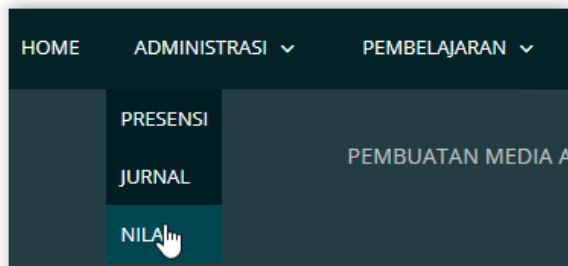 HOME ADMINISTRASI PEMBELAJARAN
PRESENSI
PEMBUATAN MEDIA A
JURNAL
NILA